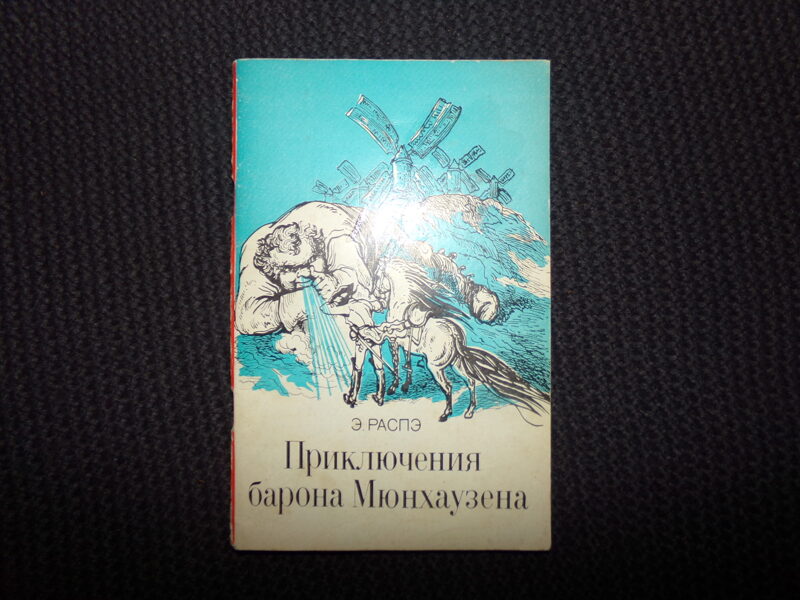 Э. РАСПЭ
Приключения
барона Мюнхаузена